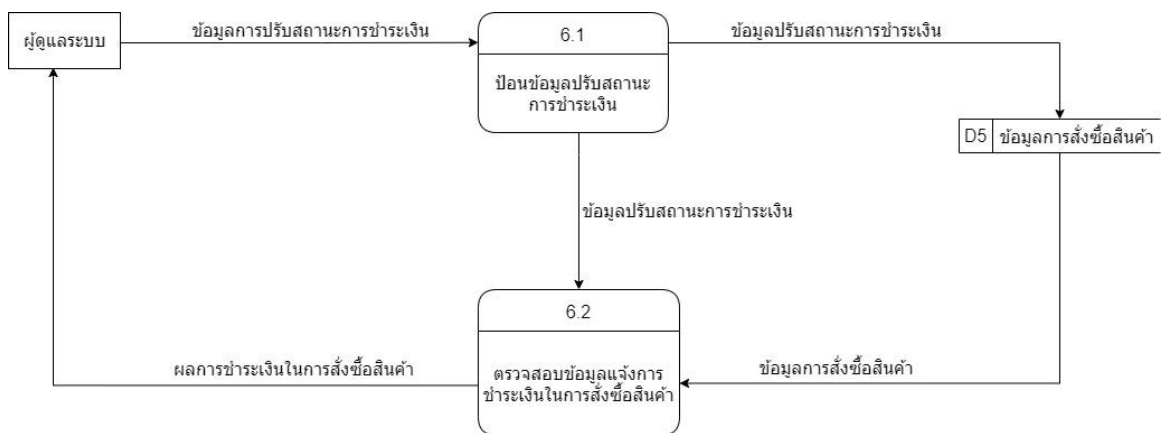 ข้อมูลการปรับสถานะการชำระเงิน
6.1
ข้อมูลปรับสถานะการชำระเงิน
ผู้ดูแลระบบ
ป้อนข้อมูลปรับสถานะ
การชำระเงิน
D5
ข้อมูลการสั่งซื้อสินค้า
ข้อมูลปรับสถานะการชำระเงิน
6.2
ผลการชำระเงินในการสั่งซื้อสินค้า
ข้อมูลการสั่งซื้อสินค้า
ตรวจสอบข้อมูลแจ้งการ
ชำระเงินในการสั่งซื้อสินค้า